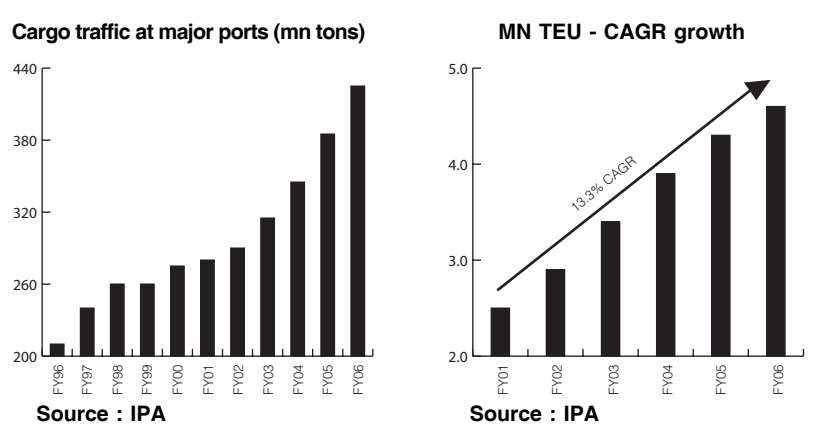 Cargo traffic at major ports (mn tons)
440
380
320
260
200
FY96
FY97
FY98
FY99
FY00
FY01
FY02
FY03
FY04
FY05
FY06
Source : IPA
MN TEU - CAGR growth
5.0
4.0
3.0
2.0
13.3% CAGR
FY01
FY02
FY03
FY04
FY05
FY06
Source : IPA